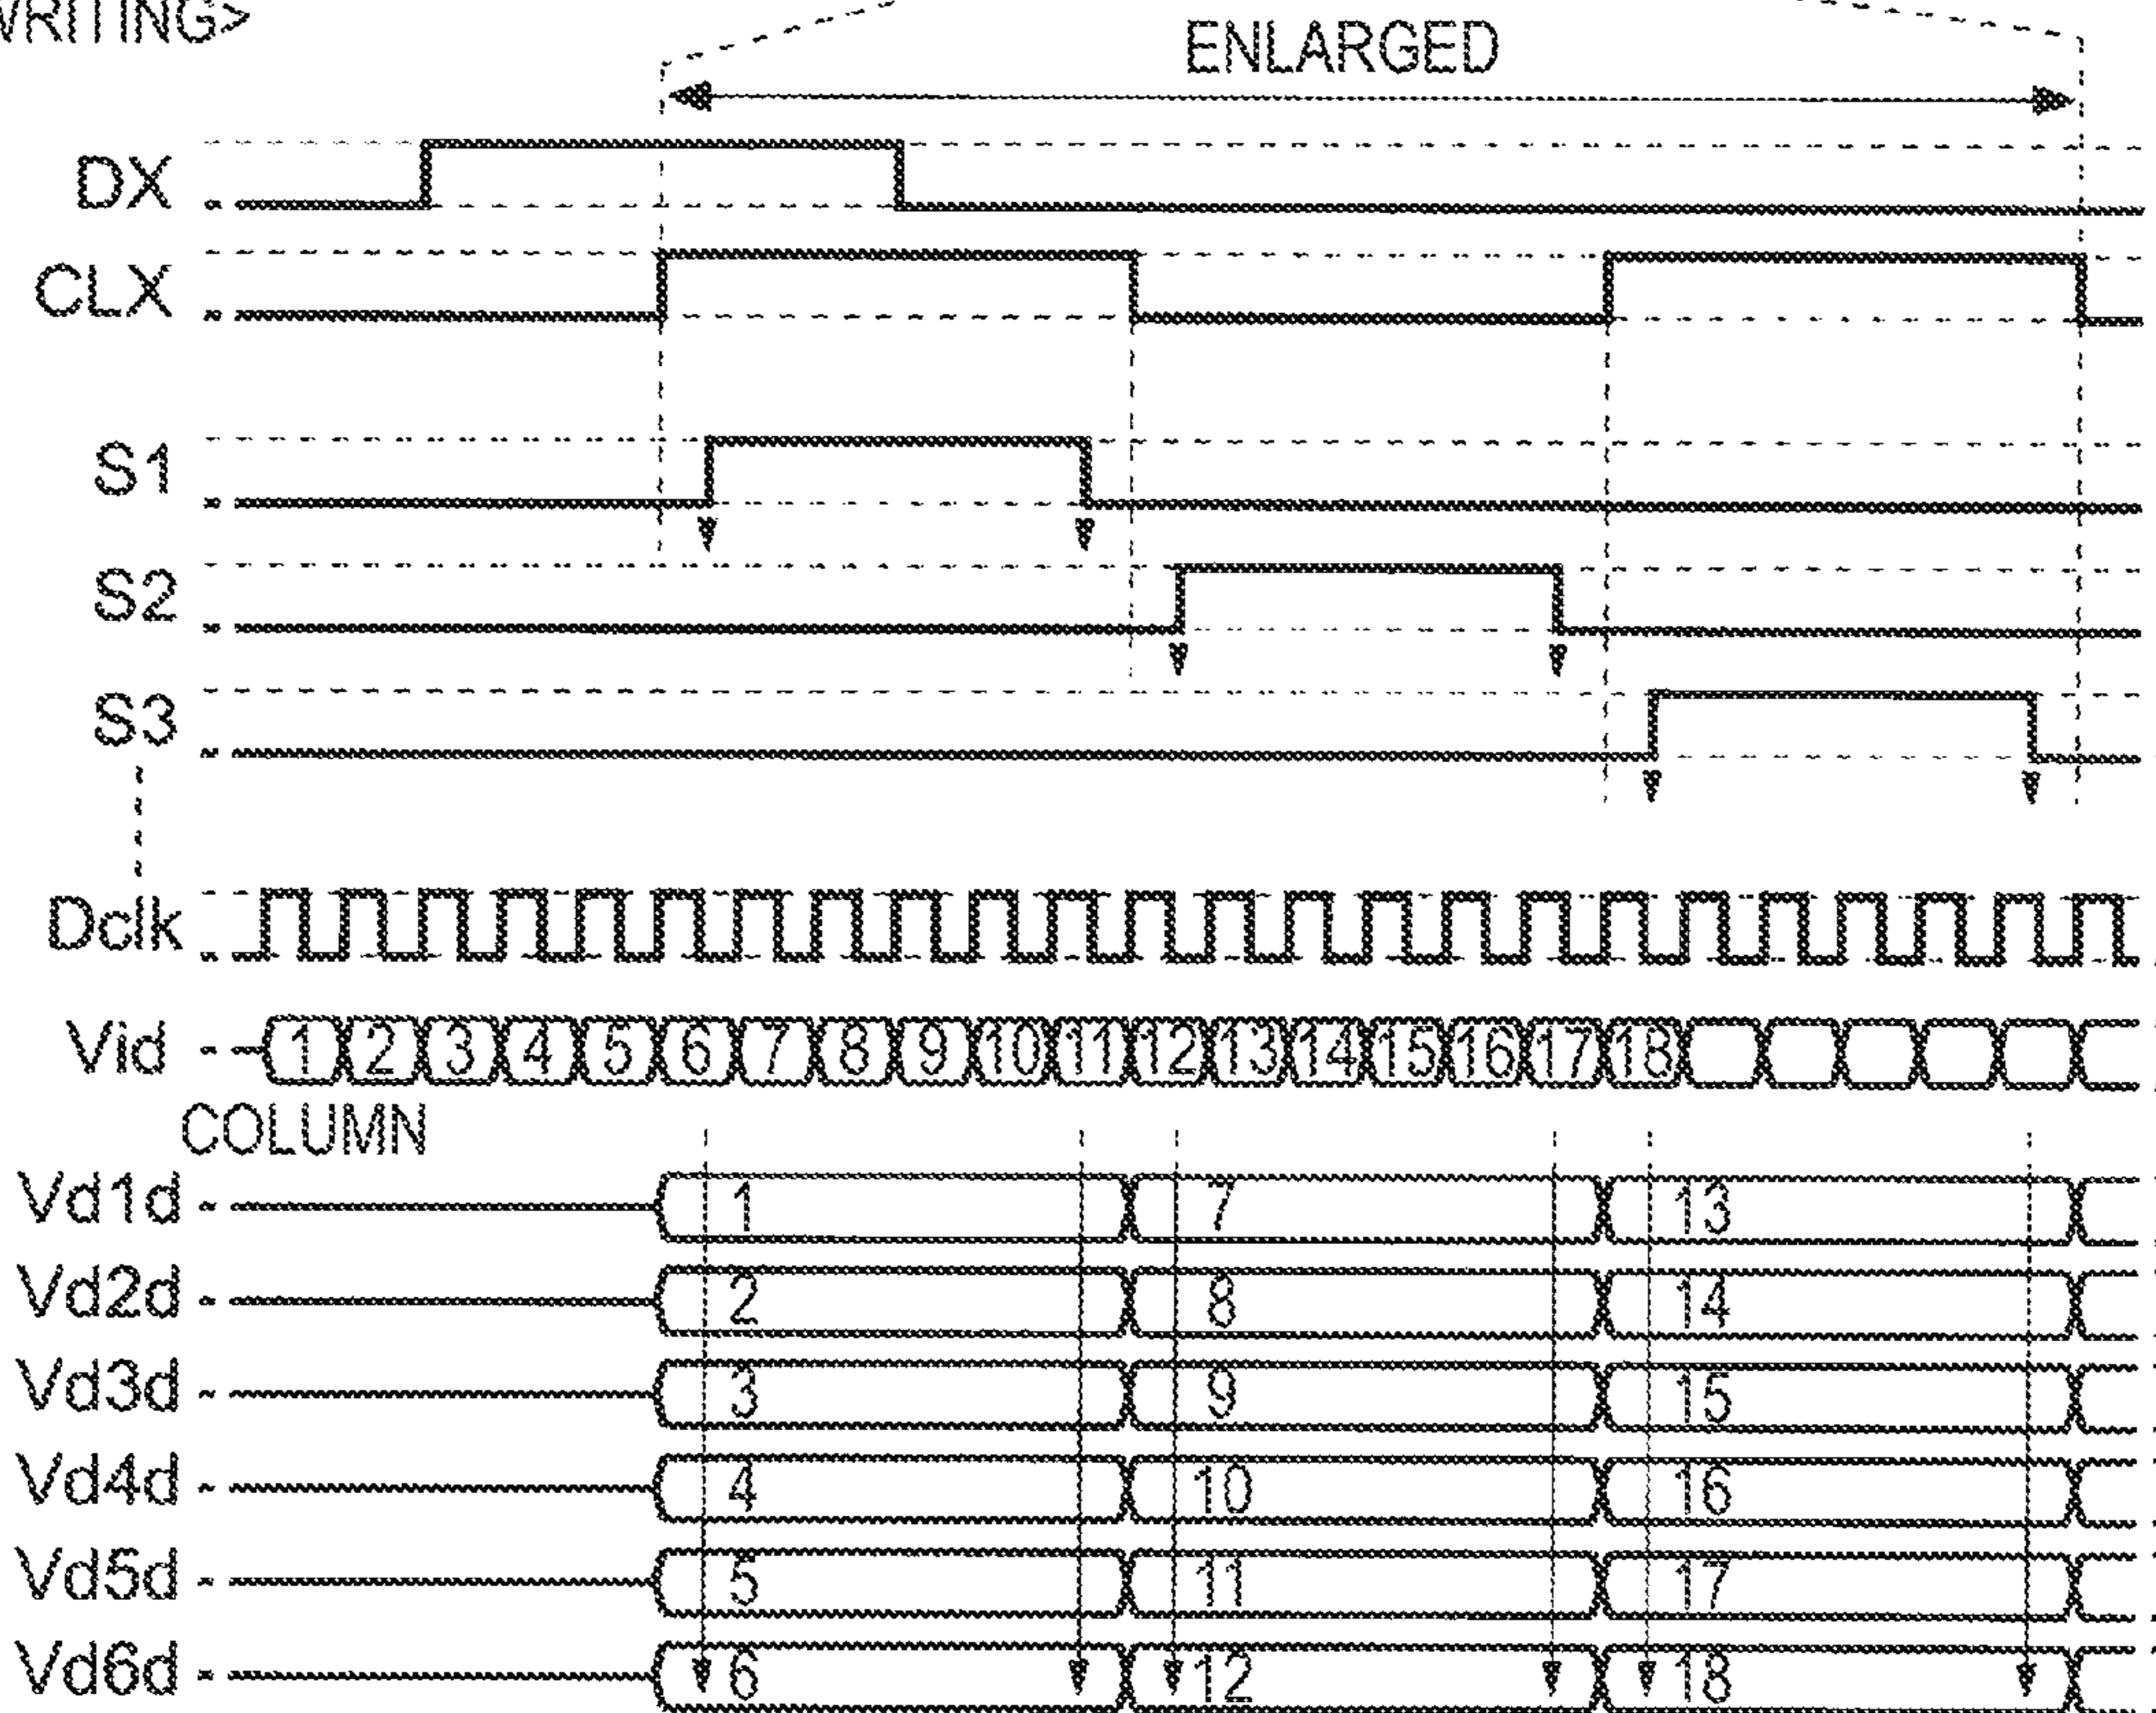 WRITING>
ENLARGED
DX
CLX
S1
S2
S3
Dclk
Vid 1 2 3 4 5 6 7 8 9 10 11 12 13 14 15 16 17 18
COLUMN
Vd1d 1 7 13
Vd2d 2 8 14
Vd3d 3 9 15
Vd4d 4 10 16
Vd5d 5 11 17
Vd6d 6 12 18